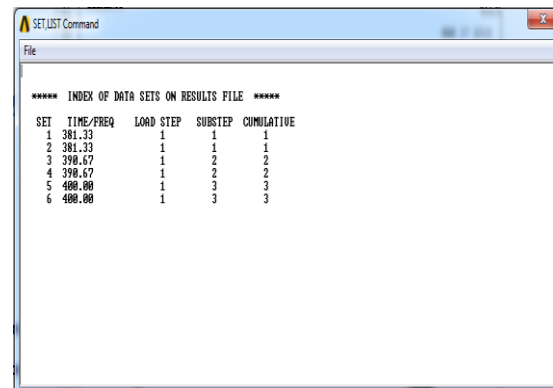 SET,LIST Command
File
***** INDEX OF DATA SETS ON RESULTS FILE *****
SET TIME/FREQ LOAD STEP SUBSTEP CUMULATIVE
1 381.33 1 1 1
2 381.33 1 1 1
3 390.67 1 2 2
4 390.67 1 2 2
5 400.00 1 3 3
6 400.00 1 3 3